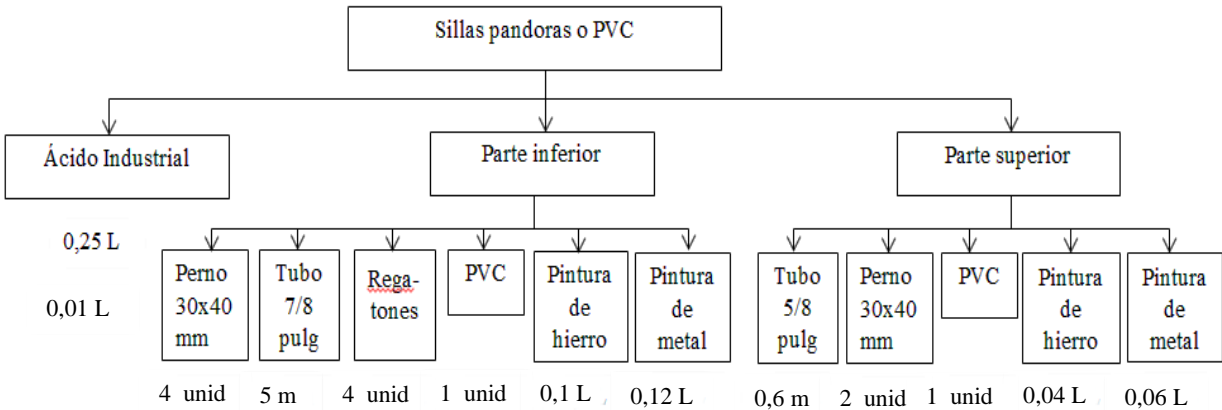 Sillas pandoras o PVC
Ácido Industrial
Parte inferior
Parte superior
0,25 L
0,01 L
Perno
30x40
mm
Tubo
7/8
pulg
Rega-
tones
PVC
Pintura
de
hierro
Pintura
de
metal
Tubo
5/8
pulg
Perno
30x40
mm
PVC
Pintura
de
hierro
Pintura
de
metal
4 unid
5 m
4 unid
1 unid
0,1 L
0,12 L
0,6 m
2 unid
1 unid
0,04 L
0,06 L